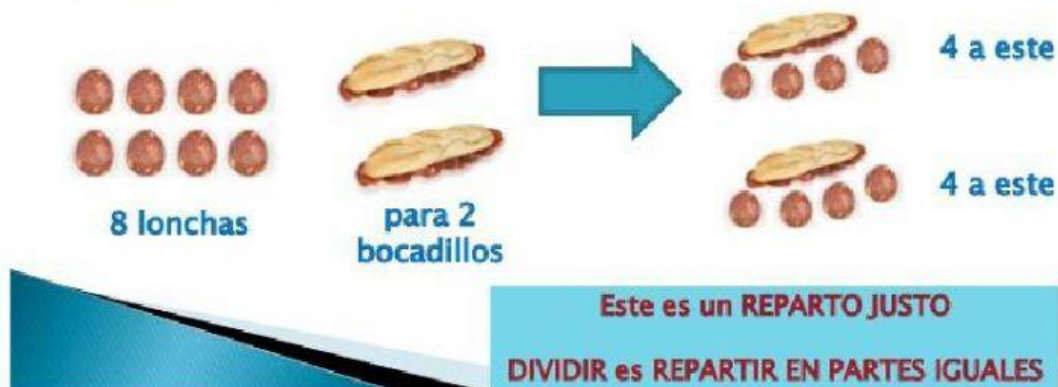 4 a este
4 a este
8 lonchas
para 2
bocadillos
Este es un REPARTO JUSTO
DIVIDIR es REPARTIR EN PARTES IGUALES